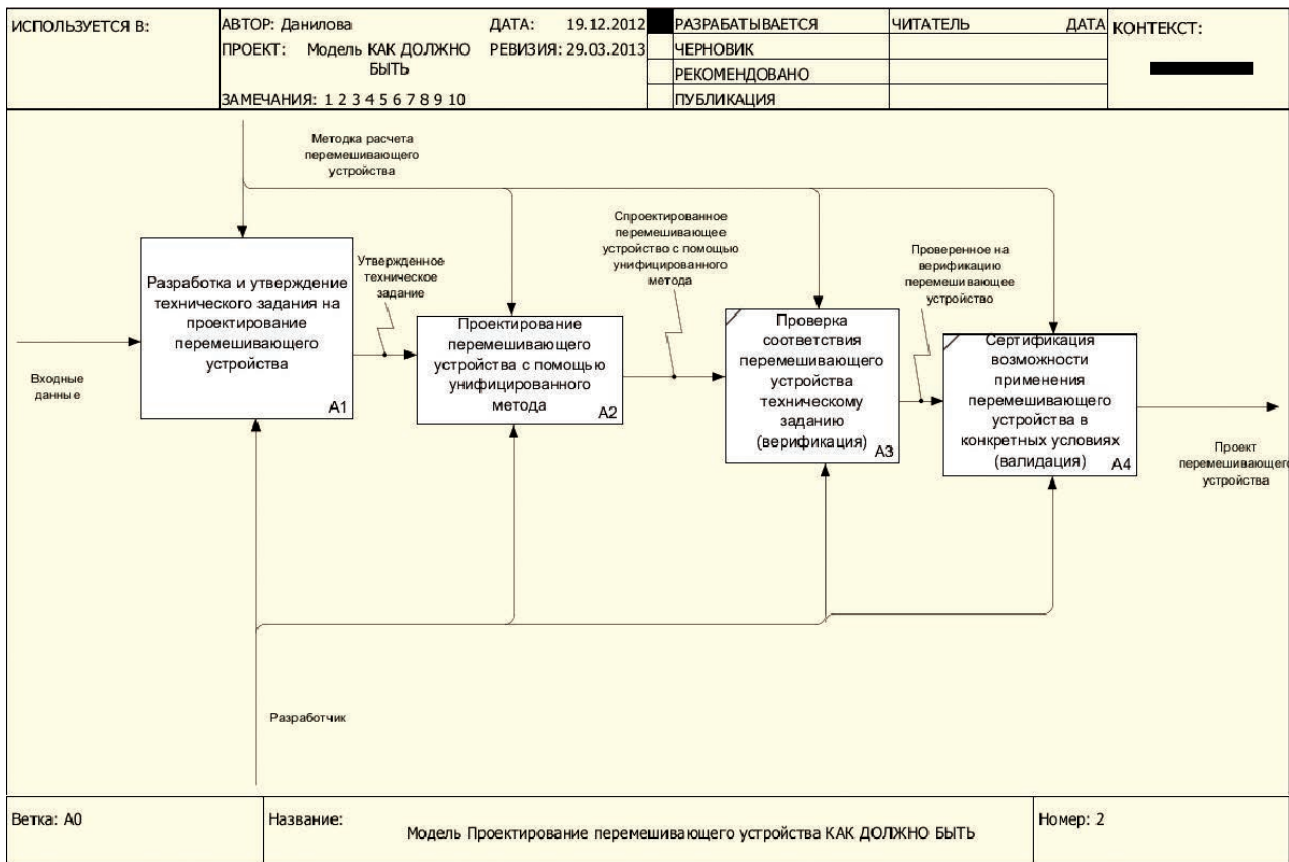 ИСПОЛЬЗУЕТСЯ В:
АВТОР: Данилова
ДАТА: 19.12.2012
ПРОЕКТ: Модель КАК ДОЛЖНО
БЫТЬ
РЕВИЗИЯ: 29.03.2013
ЗАМЕЧАНИЯ: 1 2 3 4 5 6 7 8 9 10
РАЗРАБАТЫВАЕТСЯ
ЧЕРНОВИК
РЕКОМЕНДОВАНО
ПУБЛИКАЦИЯ
ЧИТАТЕЛЬ
ДАТА
КОНТЕКСТ:
Методка расчета
перемешивающего
устройства
Входные
данные
Разработка и утверждение
технического задания на
проектирование
перемешивающего
устройства
A1
Утвержденное
техническое
задание
Проектирование
перемешивающего
устройства с помощью
унифицированного
метода
A2
Спроектированное
перемешивающее
устройство с помощью
унифицированного
метода
Проверка
соответствия
перемешивающего
устройства
техническому
заданию
(верификация)
A3
Проверенное на
верификацию
перемешивающее
устройство
Сертификация
возможности
применения
перемешивающего
устройства в
конкретных условиях
(валидация)
A4
Проект
перемешивающего
устройства
Разработчик
Ветка: A0
Название:
Модель Проектирование перемешивающего устройства КАК ДОЛЖНО БЫТЬ
Номер: 2